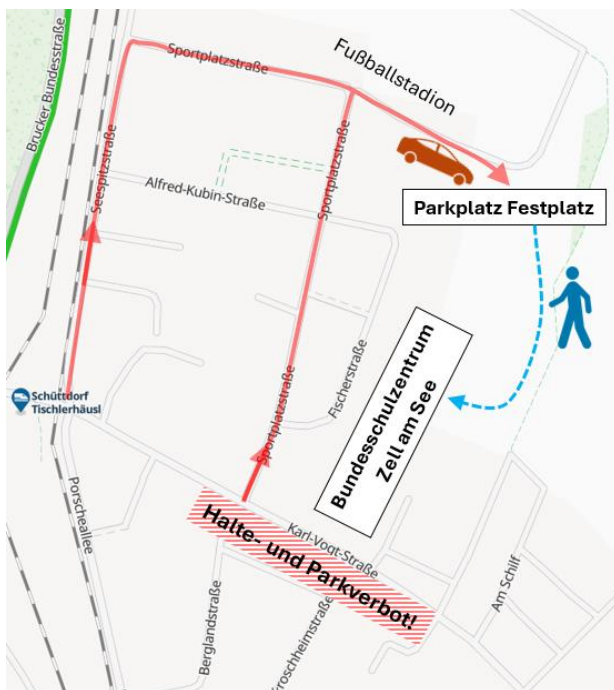 Brucker Bundesstraße
Sportplatzstraße
Fußballstadion
Seespitzstraße
Sportplatzstraße
Alfred-Kubin-Straße
Parkplatz Festplatz
Bundesschulzentrum
Zell am See
Fischerstraße
Schüttdorf
Tischlerhäusl
Sportplatzstraße
Porscheallee
Halte- und Parkverbot!
Karl-Vogt-Straße
Am Schilf
Berglandstraße
roschheimstraße